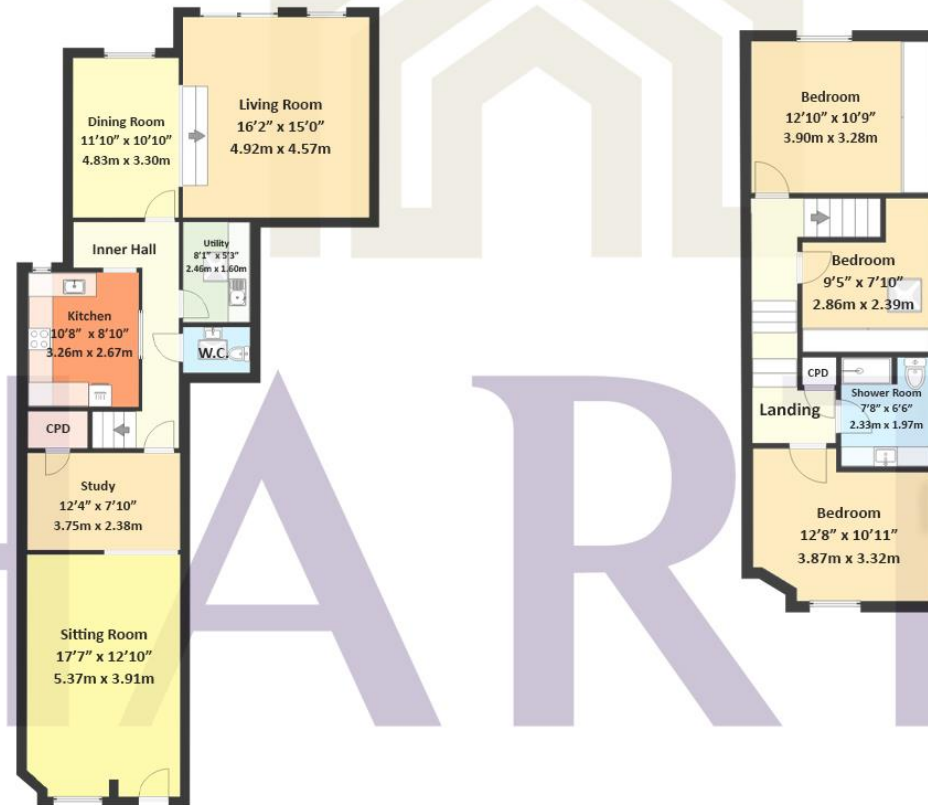 Living Room
16'2" x 15'0"
4.92m x 4.57m
Dining Room
11'10" x 10'10"
4.83m x 3.30m
Inner Hall
Utility
8'1" x 5'3"
2.46m x 1.60m
Kitchen
10'8" x 8'10"
3.26m x 2.67m
W.C.
CPD
Study
12'4" x 7'10"
3.75m x 2.38m
Sitting Room
17'7" x 12'10"
5.37m x 3.91m
Bedroom
12'10" x 10'9"
3.90m x 3.28m
Bedroom
9'5" x 7'10"
2.86m x 2.39m
CPD
Shower Room
7'8" x 6'6"
2.33m x 1.97m
Landing
Bedroom
12'8" x 10'11"
3.87m x 3.32m